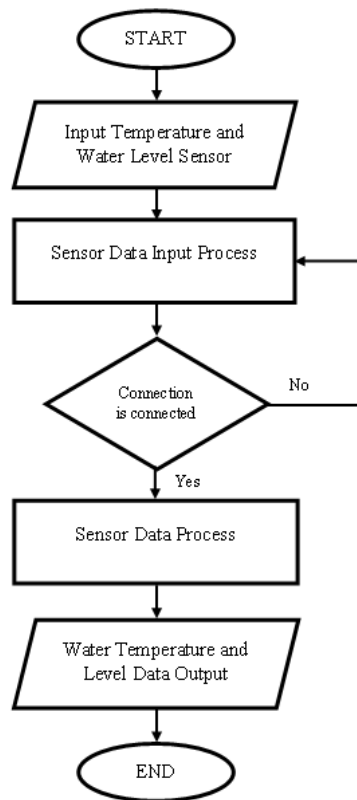 START
Input Temperature and
Water Level Sensor
Sensor Data Input Process
Connection
is connected
No
Yes
Sensor Data Process
Water Temperature and
Level Data Output
END